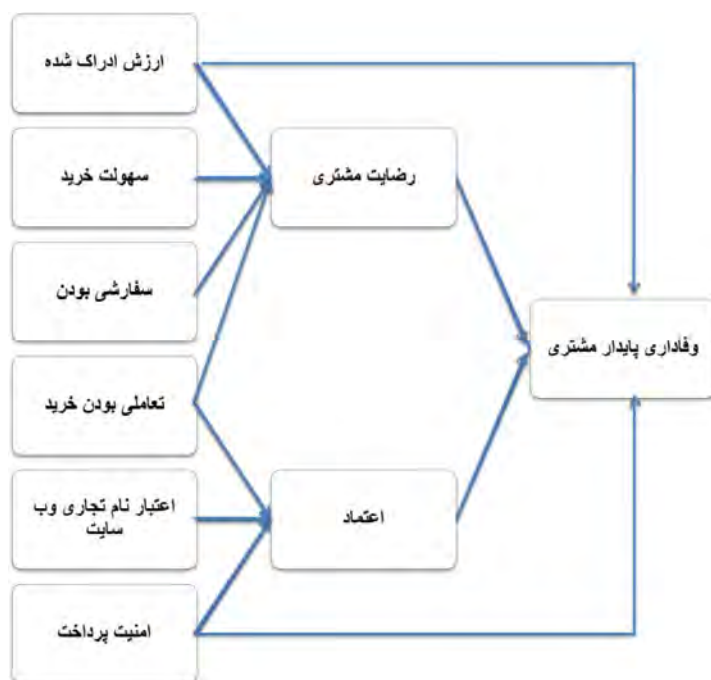 ارزش ادراک شده
سهولت خرید
رضایت مشتری
سفارشی بودن
وفاداری پایدار مشتری
تعاملی بودن خرید
اعتبار نام تجاری وب
سایت
اعتماد
امنیت پرداخت